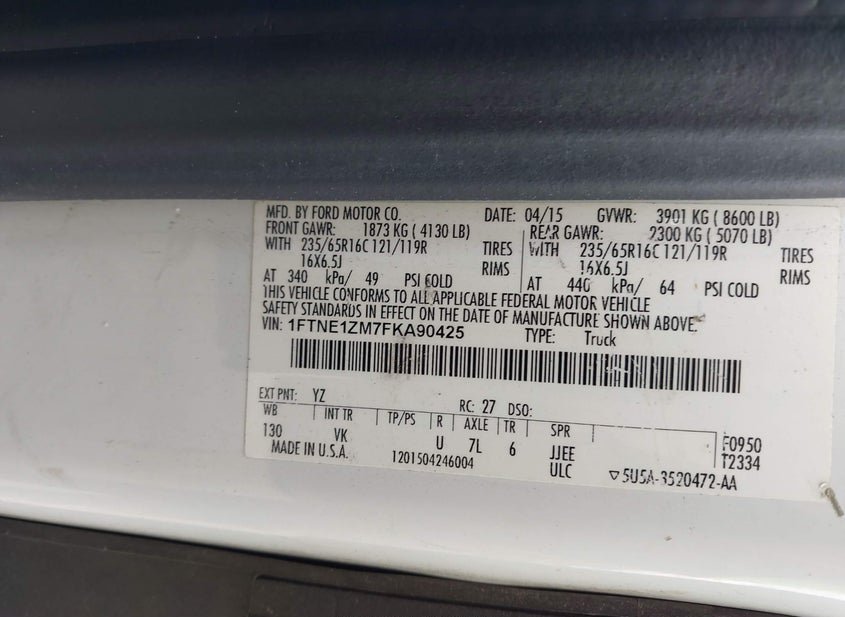 MFD. BY FORD MOTOR CO. DATE: 04/15 GVWR: 3901 KG ( 8600 LB)
FRONT GAWR: 1873 KG ( 4130 LB) REAR GAWR: 2300 KG ( 5070 LB)
WITH 235/65R16C 121/119R TIRES WITH 235/65R16C 121/119R TIRES
16X6.5J RIMS 16X6.5J RIMS
AT 340 kPa/ 49 PSI COLD AT 440 kPa/ 64 PSI COLD
THIS VEHICLE CONFORMS TO ALL APPLICABLE FEDERAL MOTOR VEHICLE
SAFETY STANDARDS IN EFFECT ON THE DATE OF MANUFACTURE SHOWN ABOVE.
VIN: 1FTNE1ZM7FKA90425 TYPE: Truck
EXT PNT: YZ RC: 27 DSO:
WB INT TR TP/PS R AXLE TR SPR F0950
130 VK U 7L 6 JJEE T2334
MADE IN U.S.A. 1201504246004 ULC ▽5U5A-3520472-AA